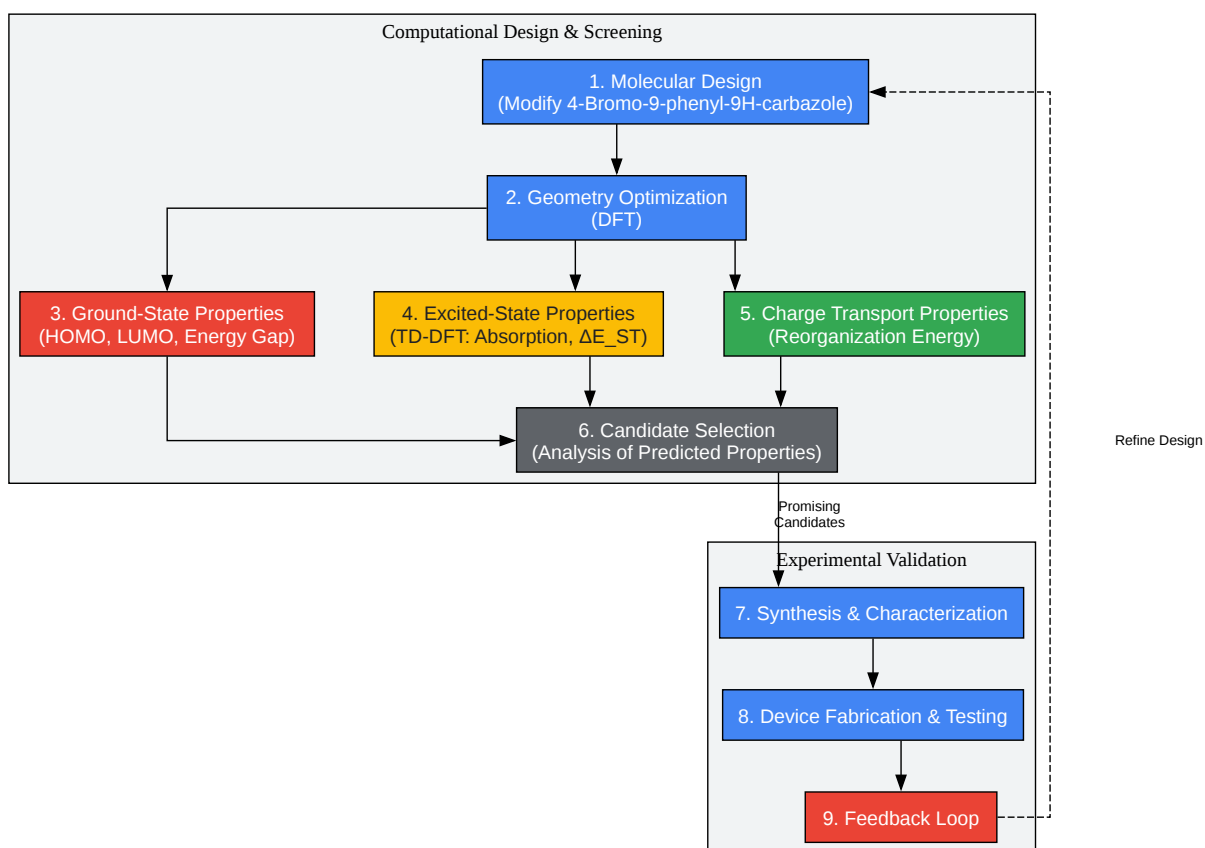 Computational Design & Screening
1. Molecular Design
(Modify 4-Bromo-9-phenyl-9H-carbazole)
2. Geometry Optimization
(DFT)
3. Ground-State Properties
(HOMO, LUMO, Energy Gap)
4. Excited-State Properties
(TD-DFT: Absorption, ΔE_ST)
5. Charge Transport Properties
(Reorganization Energy)
6. Candidate Selection
(Analysis of Predicted Properties)
Refine Design
Promising
Candidates
Experimental Validation
7. Synthesis & Characterization
8. Device Fabrication & Testing
9. Feedback Loop